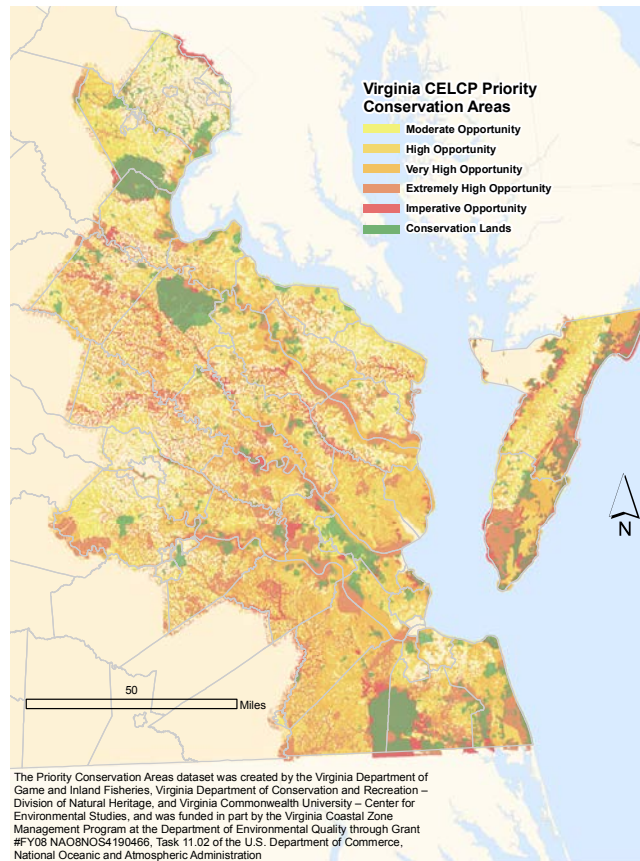 Virginia CELCP Priority
Conservation Areas
Moderate Opportunity
High Opportunity
Very High Opportunity
Extremely High Opportunity
Imperative Opportunity
Conservation Lands
N
50
Miles
The Priority Conservation Areas dataset was created by the Virginia Department of
Game and Inland Fisheries, Virginia Department of Conservation and Recreation –
Division of Natural Heritage, and Virginia Commonwealth University – Center for
Environmental Studies, and was funded in part by the Virginia Coastal Zone
Management Program at the Department of Environmental Quality through Grant
#FY08 NAO8NOS4190466, Task 11.02 of the U.S. Department of Commerce,
National Oceanic and Atmospheric Administration